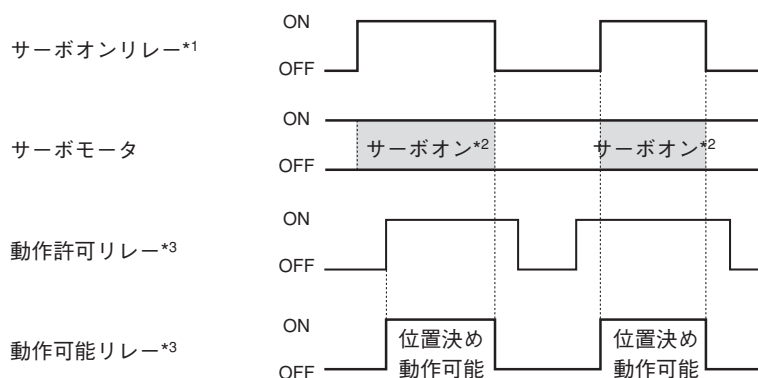 ON
サーボオンリレー*1
OFF
ON
サーボモータ
サーボオン*2
サーボオン*2
OFF
ON
動作許可リレー*3
OFF
ON
動作可能リレー*3
位置決め
動作可能
位置決め
動作可能
OFF